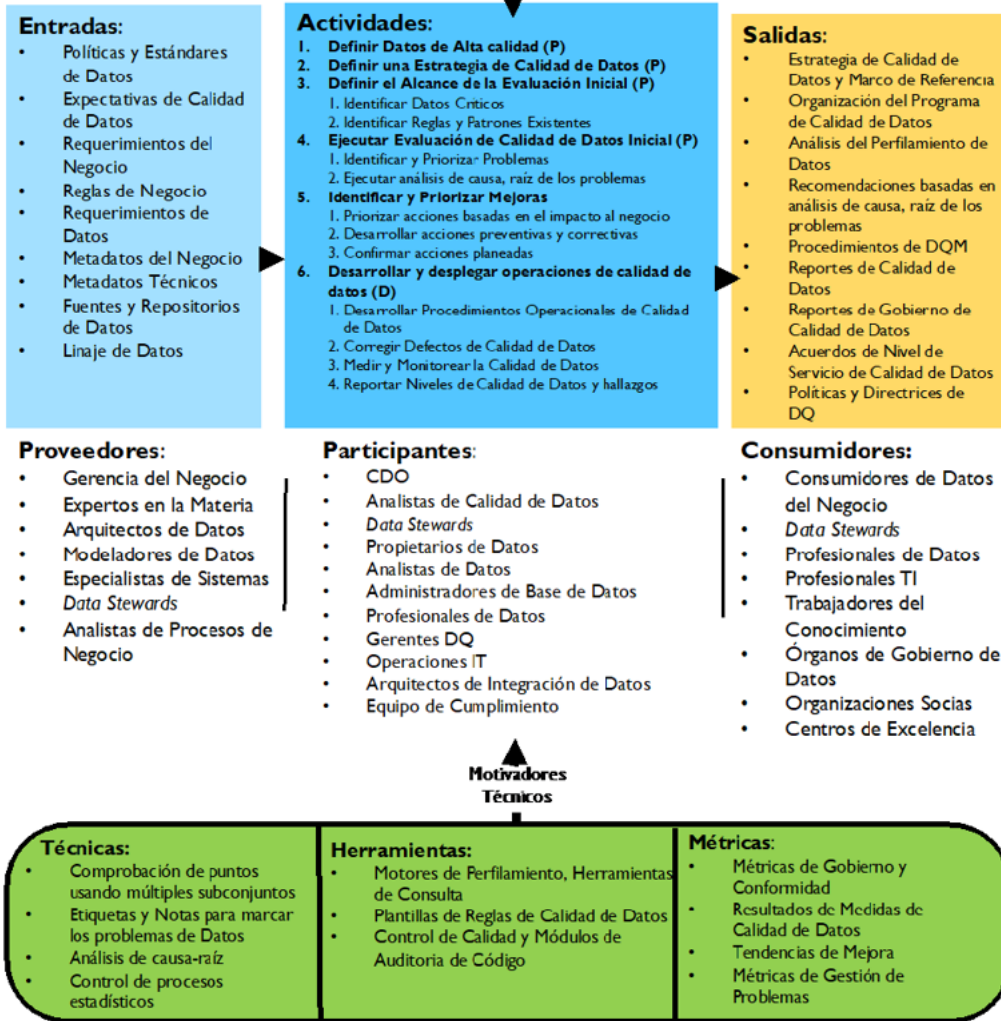 Entradas:
• Políticas y Estándares
de Datos
• Expectativas de Calidad
de Datos
• Requerimientos del
Negocio
• Reglas de Negocio
• Requerimientos de
Datos
• Metadatos del Negocio
• Metadatos Técnicos
• Fuentes y Repositorios
de Datos
• Linaje de Datos
Actividades:
1. Definir Datos de Alta calidad (P)
2. Definir una Estrategia de Calidad de Datos (P)
3. Definir el Alcance de la Evaluación Inicial (P)
1. Identificar Datos Críticos
2. Identificar Reglas y Patrones Existentes
4. Ejecutar Evaluación de Calidad de Datos Inicial (P)
1. Identificar y Priorizar Problemas
2. Ejecutar análisis de causa, raíz de los problemas
5. Identificar y Priorizar Mejoras
1. Priorizar acciones basadas en el impacto al negocio
2. Desarrollar acciones preventivas y correctivas
3. Confirmar acciones planeadas
6. Desarrollar y desplegar operaciones de calidad de
datos (D)
1. Desarrollar Procedimientos Operacionales de Calidad
de Datos
2. Corregir Defectos de Calidad de Datos
3. Medir y Monitorear la Calidad de Datos
4. Reportar Niveles de Calidad de Datos y hallazgos
Salidas:
• Estrategia de Calidad de
Datos y Marco de Referencia
• Organización del Programa
de Calidad de Datos
• Análisis del Perfilamiento de
Datos
• Recomendaciones basadas en
análisis de causa, raíz de los
problemas
• Procedimientos de DQM
• Reportes de Calidad de
Datos
• Reportes de Gobierno de
Calidad de Datos
• Acuerdos de Nivel de
Servicio de Calidad de Datos
• Políticas y Directrices de
DQ
Proveedores:
• Gerencia del Negocio
• Expertos en la Materia
• Arquitectos de Datos
• Modeladores de Datos
• Especialistas de Sistemas
• Data Stewards
• Analistas de Procesos de
Negocio
Participantes:
• CDO
• Analistas de Calidad de Datos
• Data Stewards
• Propietarios de Datos
• Analistas de Datos
• Administradores de Base de Datos
• Profesionales de Datos
• Gerentes DQ
• Operaciones IT
• Arquitectos de Integración de Datos
• Equipo de Cumplimiento
Consumidores:
• Consumidores de Datos
del Negocio
• Data Stewards
• Profesionales de Datos
• Profesionales TI
• Trabajadores del
Conocimiento
• Órganos de Gobierno de
Datos
• Organizaciones Socias
• Centros de Excelencia
Motivadores
Técnicos
Técnicas:
• Comprobación de puntos
usando múltiples subconjuntos
• Etiquetas y Notas para marcar
los problemas de Datos
• Análisis de causa-raíz
• Control de procesos
estadísticos
Herramientas:
• Motores de Perfilamiento, Herramientas
de Consulta
• Plantillas de Reglas de Calidad de Datos
• Control de Calidad y Módulos de
Auditoria de Código
Métricas:
• Métricas de Gobierno y
Conformidad
• Resultados de Medidas de
Calidad de Datos
• Tendencias de Mejora
• Métricas de Gestión de
Problemas